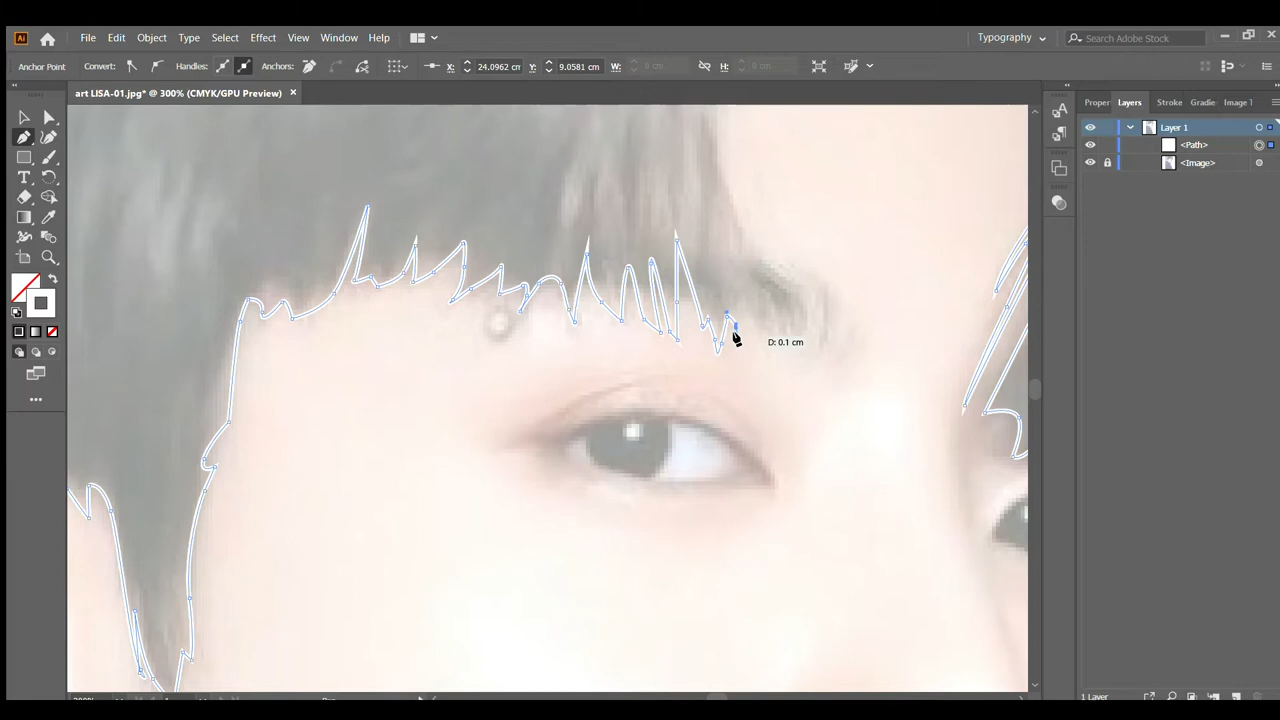 Ai File Edit Object Type Select Effect View Window Help Typography Search Adobe Stock
Anchor Point Convert: Handles: Anchors: X: 24.0962 cm Y: 9.0581 cm W: 0 cm H: 0 cm
art LISA-01.jpg* @ 300% (CMYK/GPU Preview) ×
Proper Layers Stroke Gradie Image T
Layer 1
<Path>
<Image>
D: 0.1 cm
1 Layer